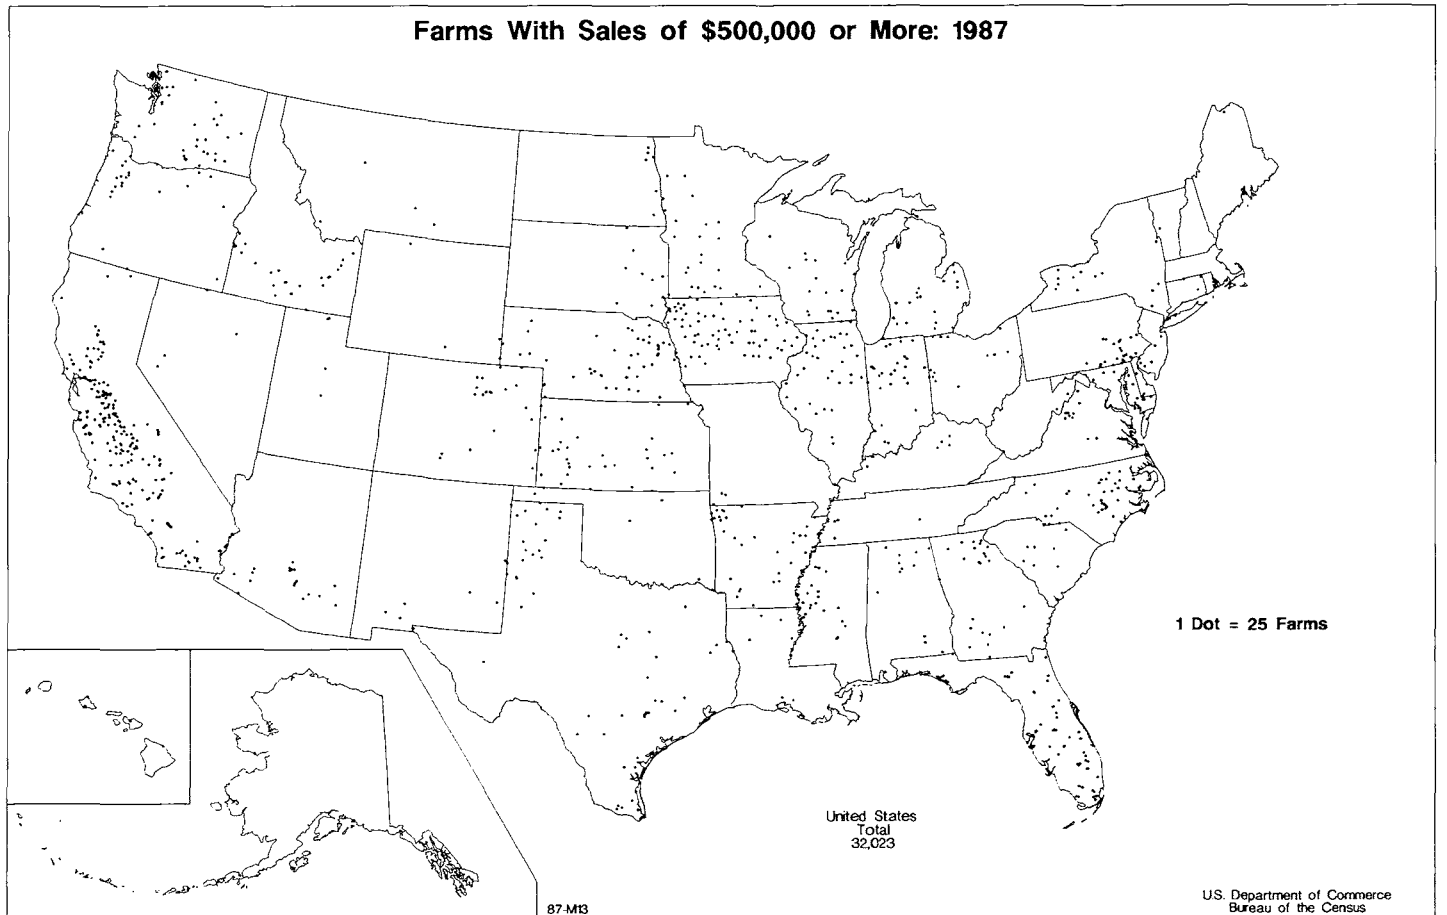 Farms With Sales of $500,000 or More: 1987
1 Dot = 25 Farms
United States
Total
32,023
87-M13
U.S. Department of Commerce
Bureau of the Census